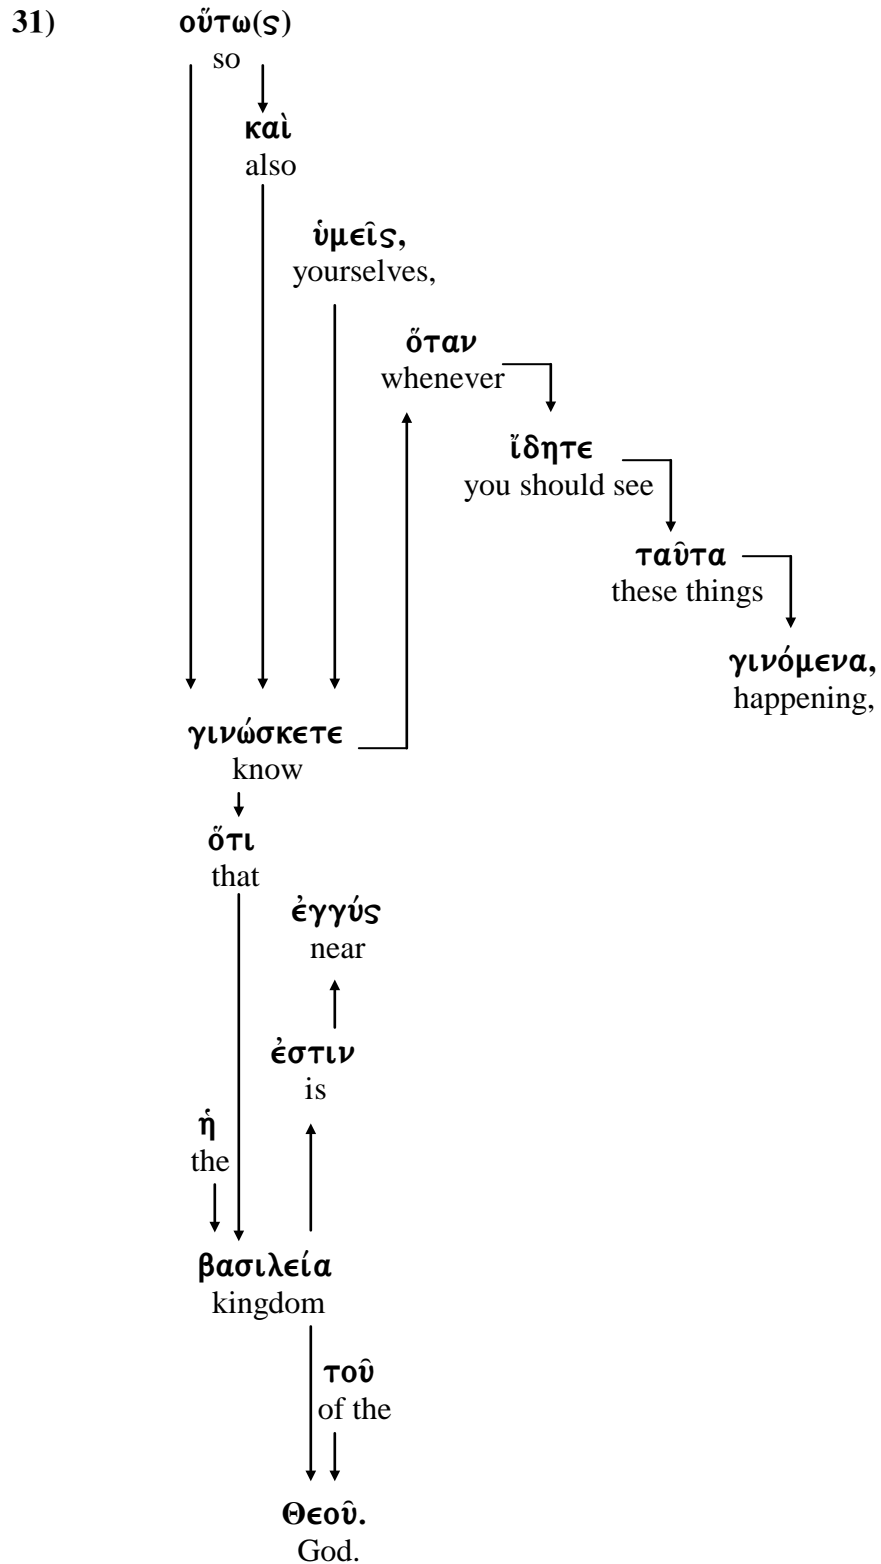 31) οὕτω(ς)
so
καὶ
also
ὑμεῖς,
yourselves,
ὅταν
whenever
ἴδητε
you should see
ταῦτα
these things
γινόμενα,
happening,
γινώσκετε
know
ὅτι
that
ἐγγύς
near
ἐστιν
is
ἡ
the
βασιλεία
kingdom
τοῦ
of the
Θεοῦ.
God.